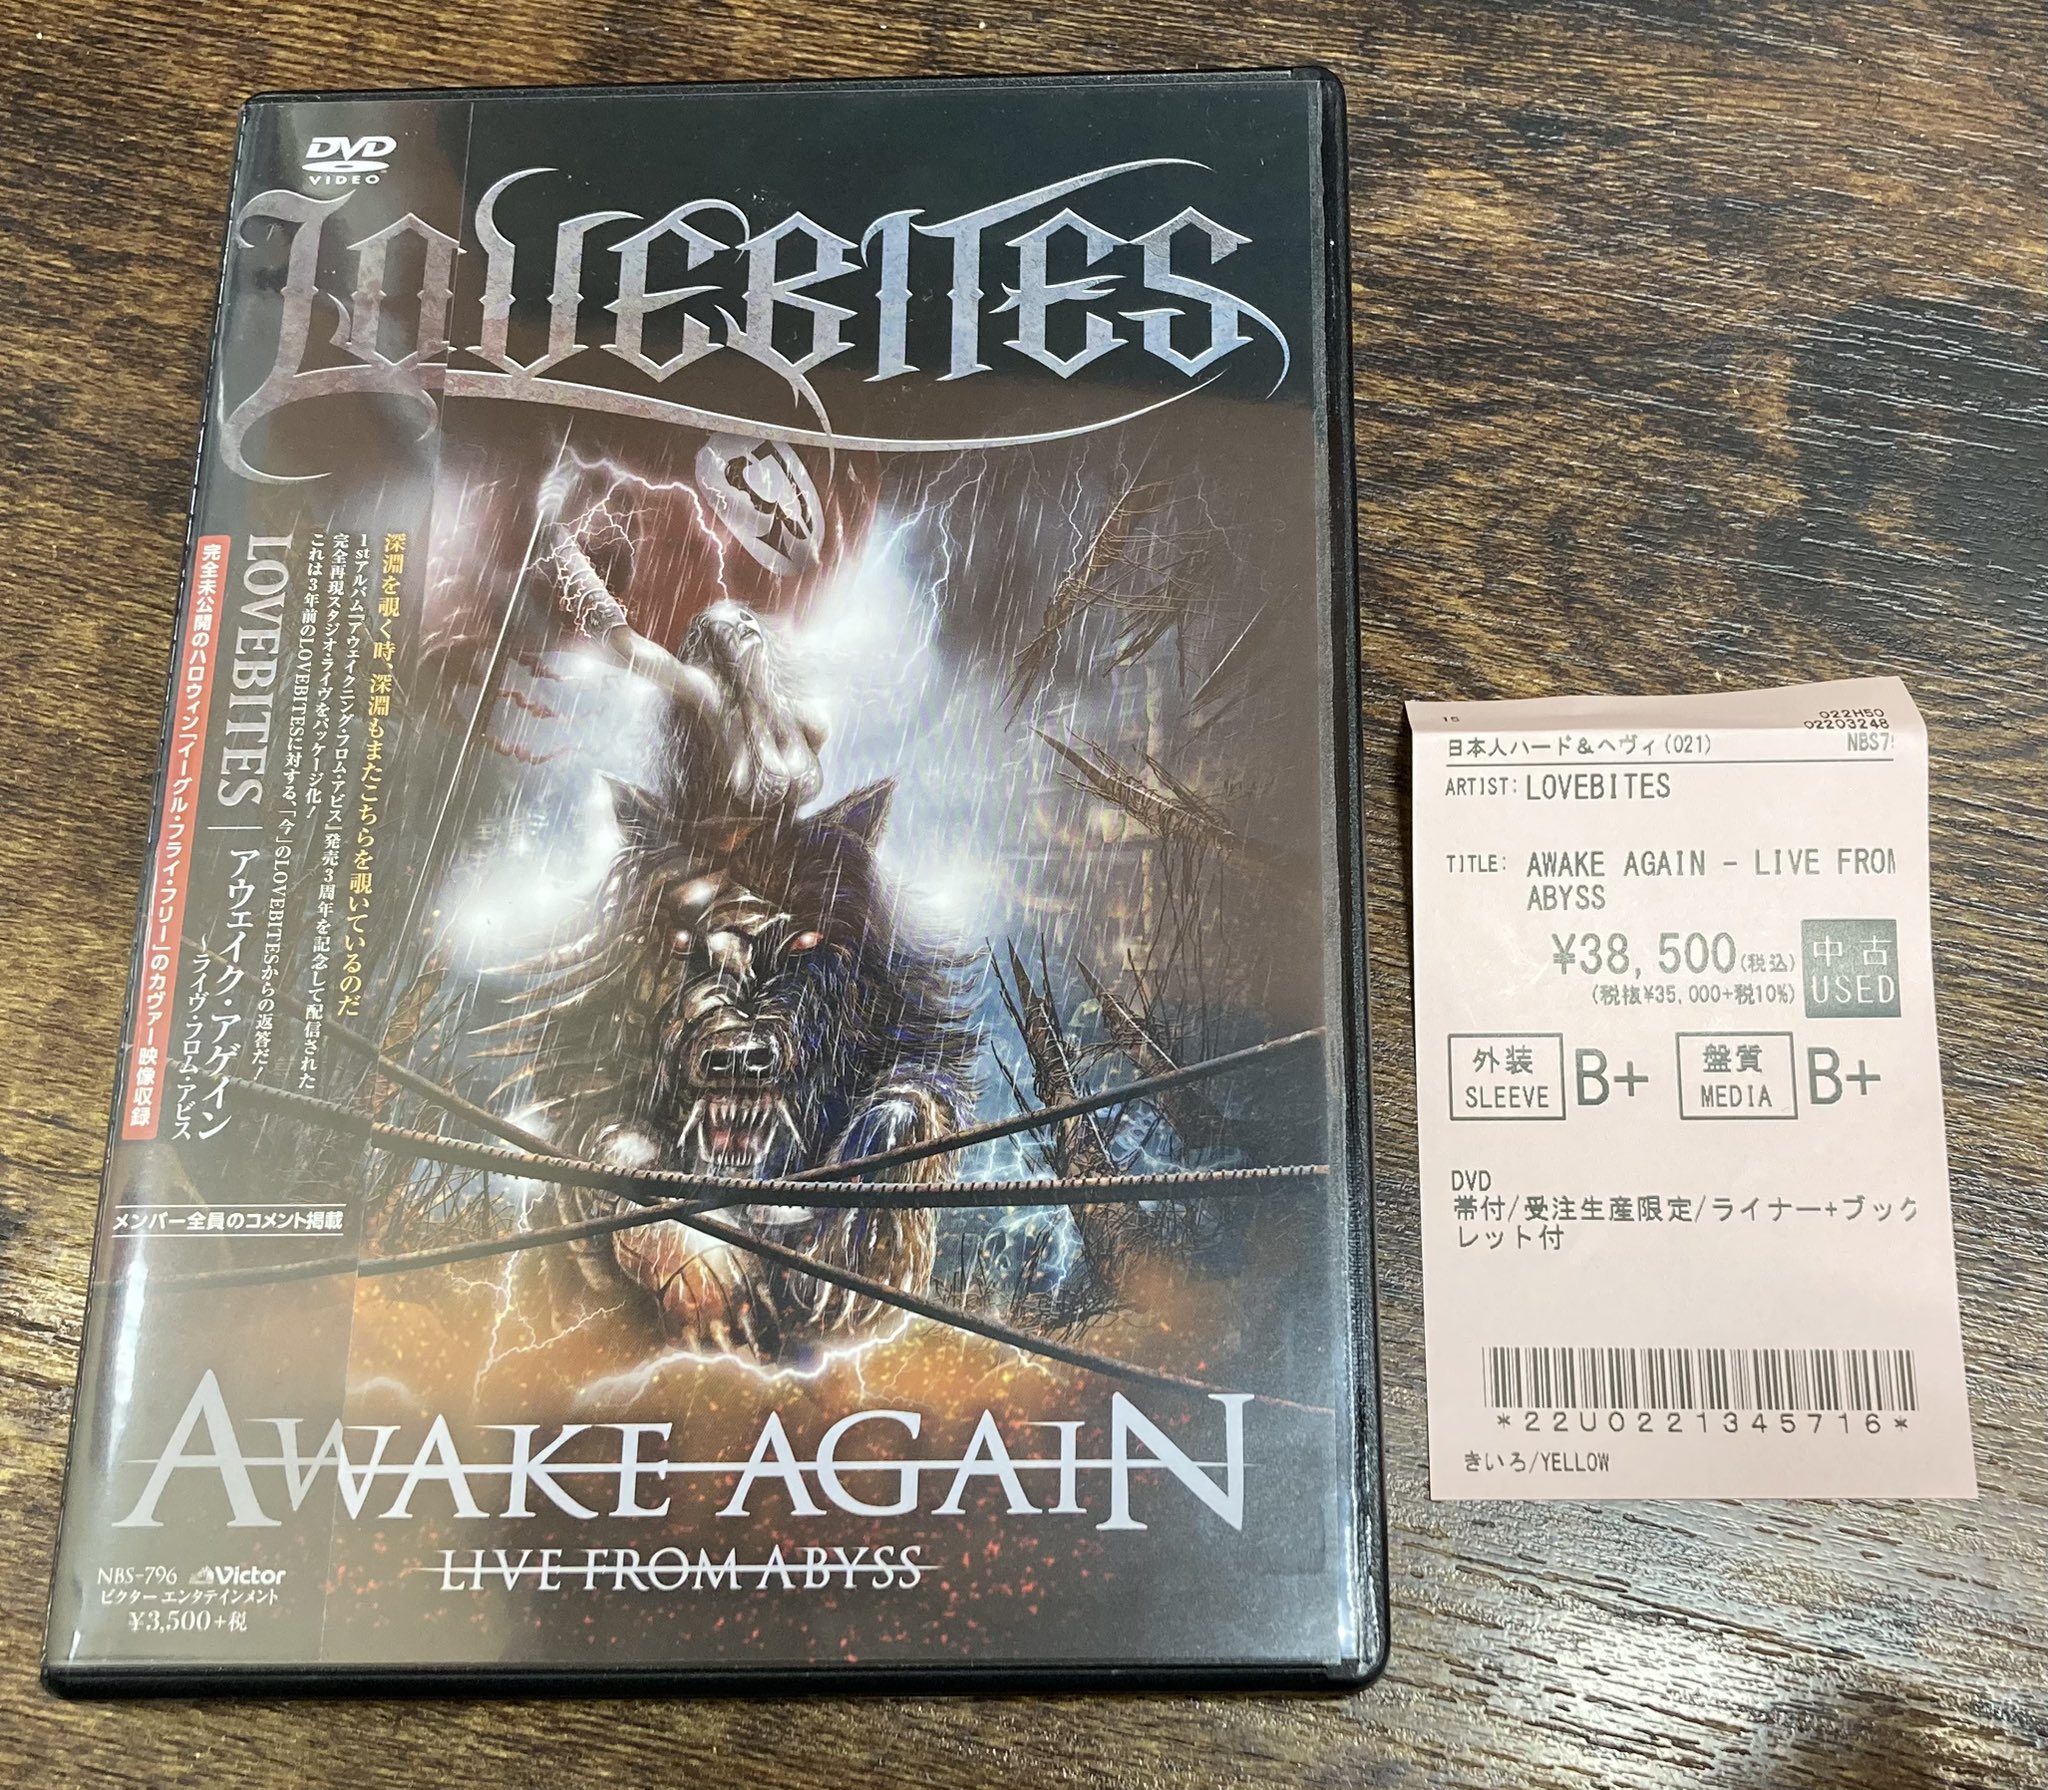 DVD
VIDEO
LOVEBITES
深淵を覗く時、深淵もまたこちらを覗いているのだ
1stアルバム『アウェイクニング・フロム・アビス』発売3周年を記念して配信された
完全再現スタジオ・ライヴをパッケージ化!
これは3年前のLOVEBITESに対する、「今」のLOVEBITESからの返答だ!
LOVEBITES|アウェイク・アゲイン
~ライヴ・フロム・アビス
完全未公開のハロウィン「イーグル・フライ・フリー」のカヴァー映像収録
メンバー全員のコメント掲載
AWAKE AGAIN
LIVE FROM ABYSS
NBS-796 Victor
ビクターエンタテインメント
¥3,500+税
15 022H50
02203248
日本人ハード&ヘヴィ(021) NBS7
ARTIST: LOVEBITES
TITLE: AWAKE AGAIN - LIVE FROM
ABYSS
¥38,500(税込)
(税抜¥35,000+税10%)
中古
USED
外装
SLEEVE
B+
盤質
MEDIA
B+
DVD
帯付/受注生産限定/ライナー+ブック
レット付
*22U0221345716*
きいろ/YELLOW